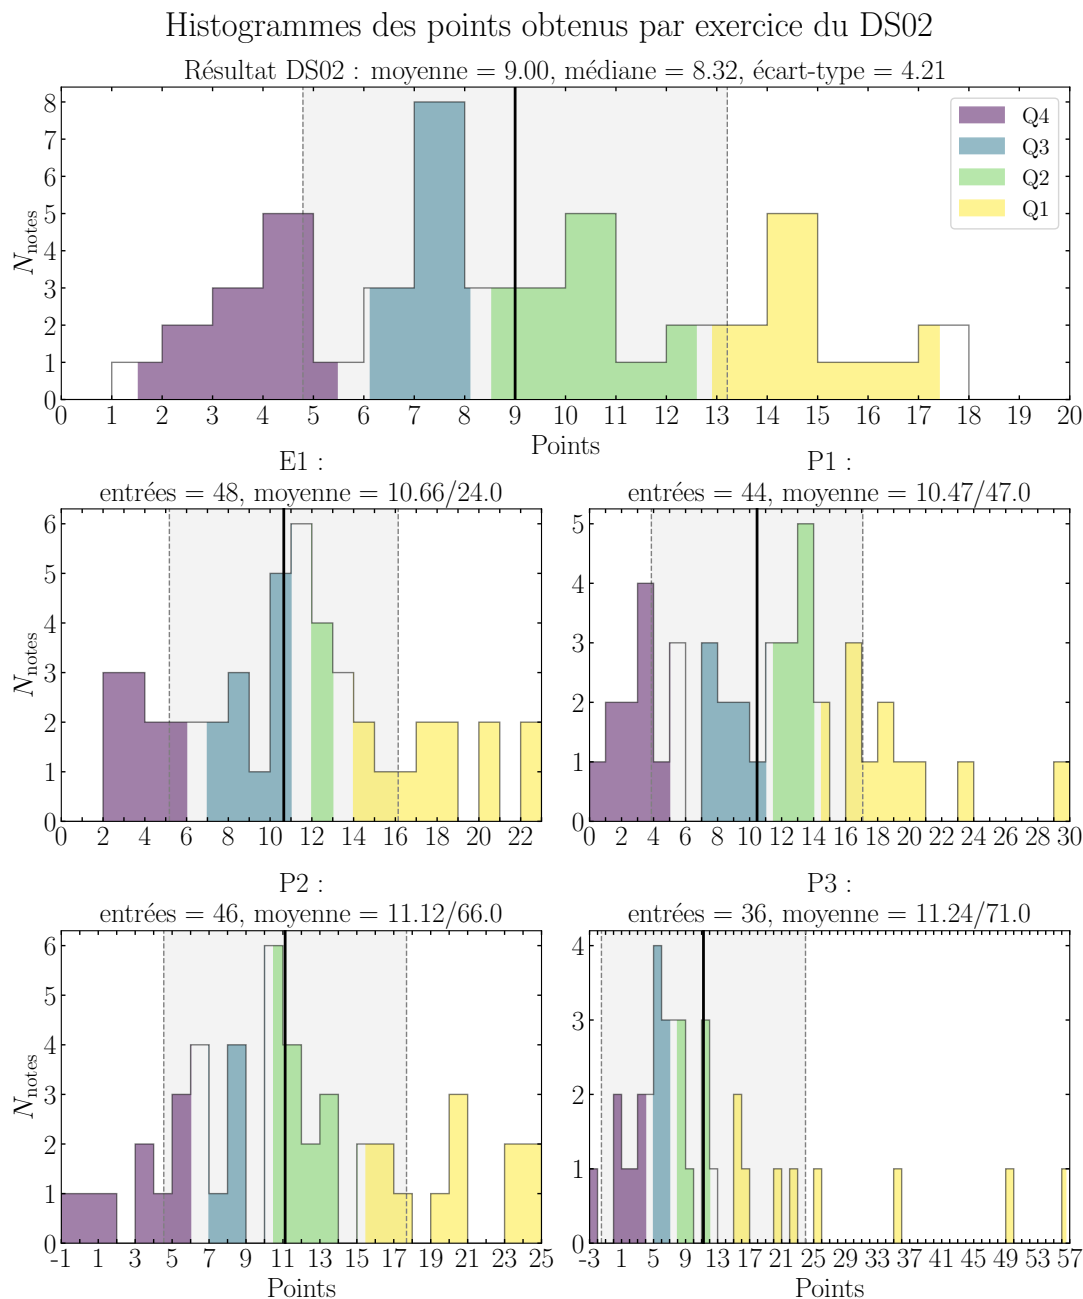 Histogrammes des points obtenus par exercice du DS02
Résultat DS02 : moyenne = 9.00, médiane = 8.32, écart-type = 4.21
8
7
6
5
4
3
2
1
0
N_notes
Q4
Q3
Q2
Q1
0 1 2 3 4 5 6 7 8 9 10 11 12 13 14 15 16 17 18 19 20
Points
E1 :
entrées = 48, moyenne = 10.66/24.0
6
5
4
3
2
1
0
N_notes
0 2 4 6 8 10 12 14 16 18 20 22
P1 :
entrées = 44, moyenne = 10.47/47.0
5
4
3
2
1
0
0 2 4 6 8 10 12 14 16 18 20 22 24 26 28 30
P2 :
entrées = 46, moyenne = 11.12/66.0
6
5
4
3
2
1
0
N_notes
-1 1 3 5 7 9 11 13 15 17 19 21 23 25
Points
P3 :
entrées = 36, moyenne = 11.24/71.0
4
3
2
1
0
-3 1 5 9 13 17 21 25 29 33 37 41 45 49 53 57
Points